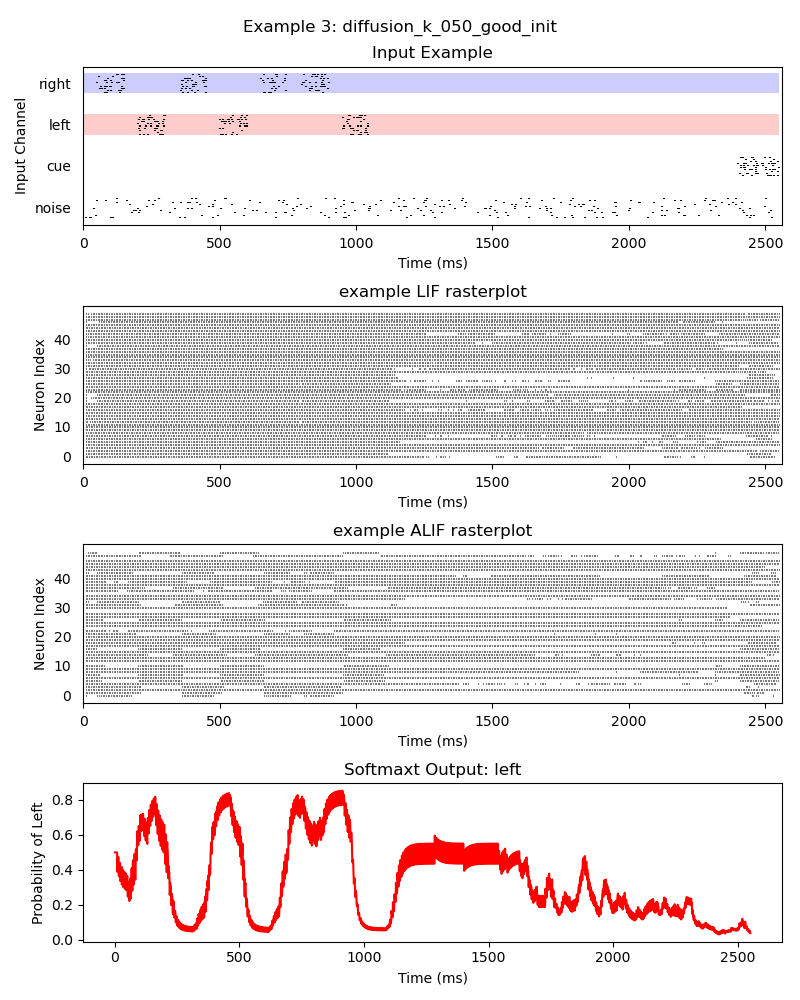 Example 3: diffusion_k_050_good_init
Input Example
right
left
cue
noise
Input Channel
0 500 1000 1500 2000 2500
Time (ms)
example LIF rasterplot
40
30
20
10
0
Neuron Index
0 500 1000 1500 2000 2500
Time (ms)
example ALIF rasterplot
40
30
20
10
0
Neuron Index
0 500 1000 1500 2000 2500
Time (ms)
Softmaxt Output: left
0.8
0.6
0.4
0.2
0.0
Probability of Left
0 500 1000 1500 2000 2500
Time (ms)